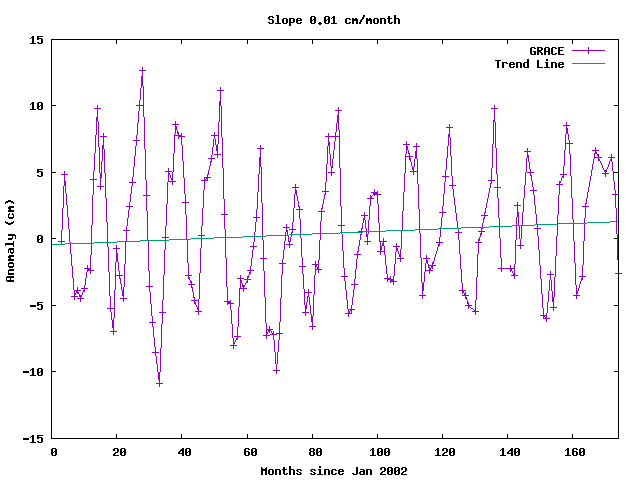 Slope 0.01 cm/month
GRACE
Trend Line
15
10
5
0
-5
-10
-15
Anomaly (cm)
0 20 40 60 80 100 120 140 160
Months since Jan 2002